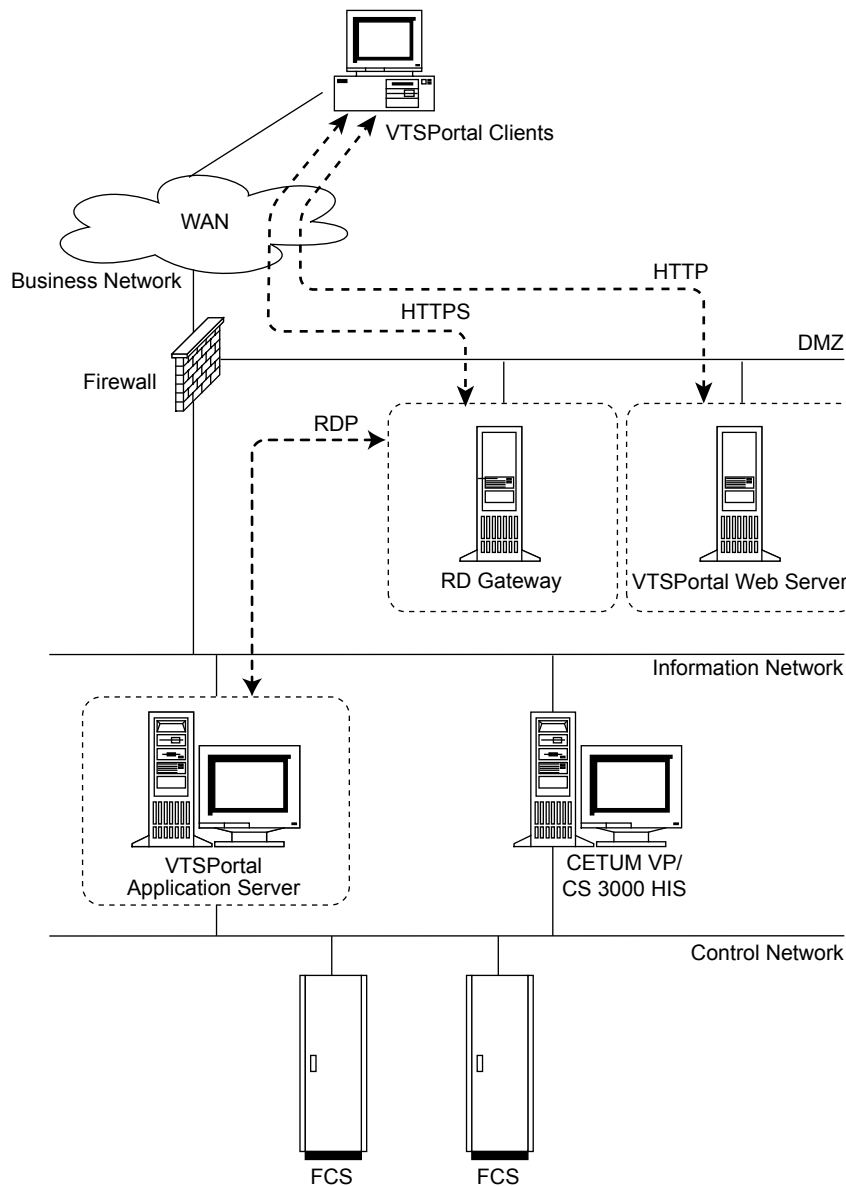 VTSPortal Clients
WAN
Business Network
HTTP
HTTPS
DMZ
Firewall
RDP
RD Gateway
VTSPortal Web Server
Information Network
VTSPortal
Application Server
CETUM VP/
CS 3000 HIS
Control Network
FCS
FCS